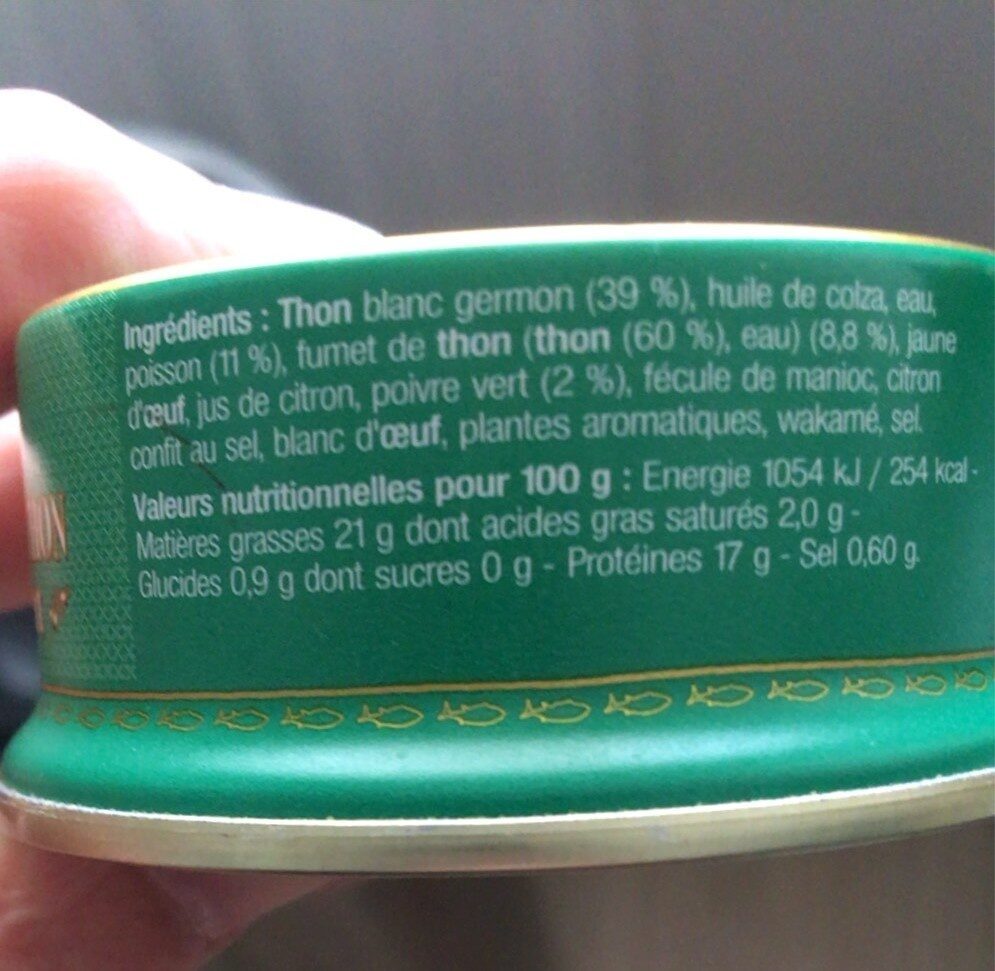 Ingrédients : Thon blanc germon (39 %), huile de colza, eau,
poisson (11 %), fumet de thon (thon (60 %), eau) (8,8 %), jaune
d'œuf, jus de citron, poivre vert (2 %), fécule de manioc, citron
confit au sel, blanc d'œuf, plantes aromatiques, wakamé, sel.
Valeurs nutritionnelles pour 100 g : Energie 1054 kJ / 254 kcal -
Matières grasses 21 g dont acides gras saturés 2,0 g -
Glucides 0,9 g dont sucres 0 g - Protéines 17 g - Sel 0,60 g.